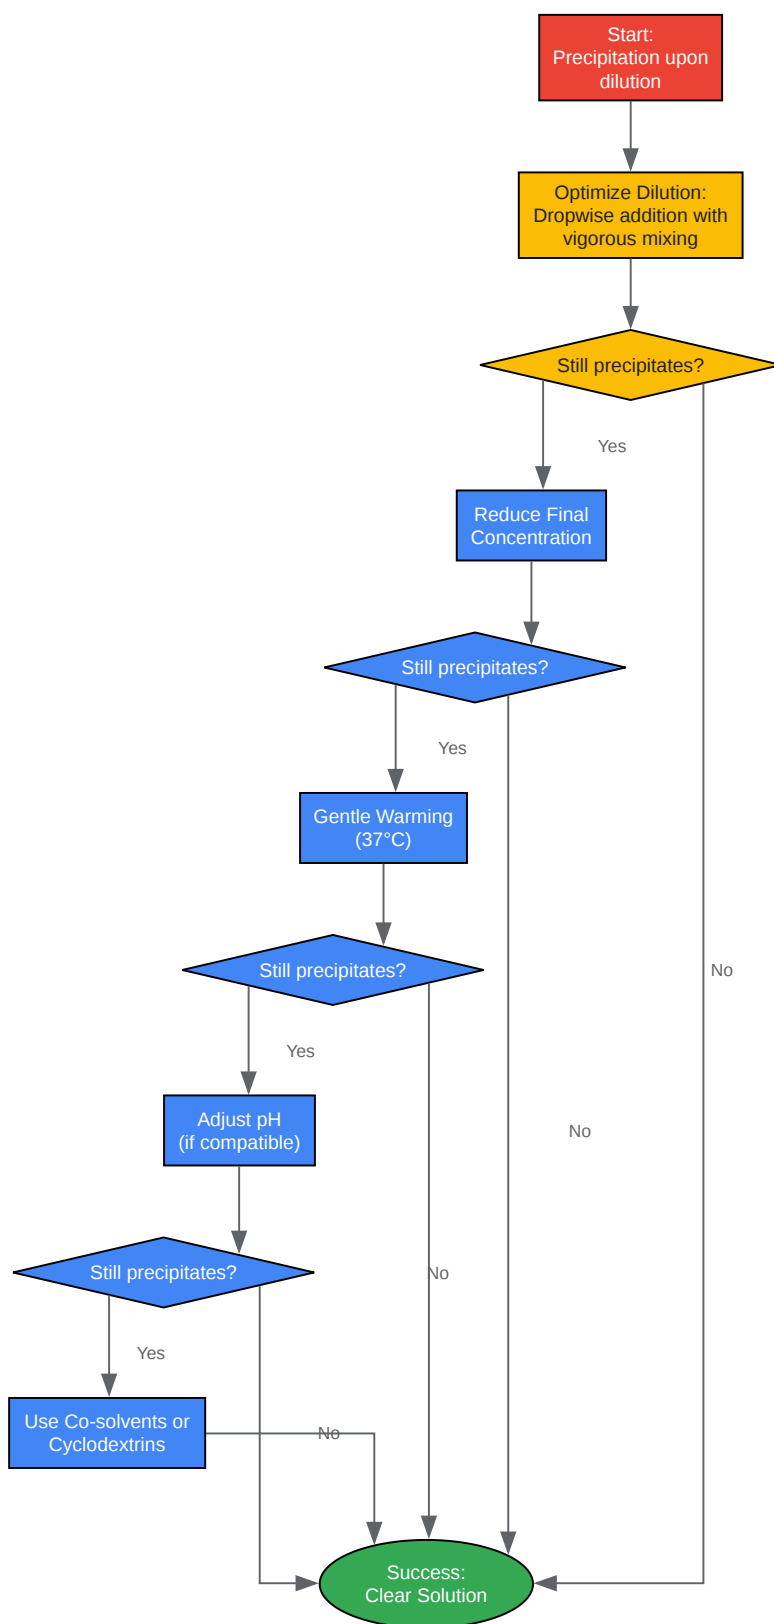 Start:
Precipitation upon
dilution
Optimize Dilution:
Dropwise addition with
vigorous mixing
Still precipitates?
Yes
Reduce Final
Concentration
Still precipitates?
Yes
Gentle Warming
(37°C)
Still precipitates?
No
Yes
Adjust pH
(if compatible)
No
Still precipitates?
No
Yes
Use Co-solvents or
Cyclodextrins
No
Success:
Clear Solution